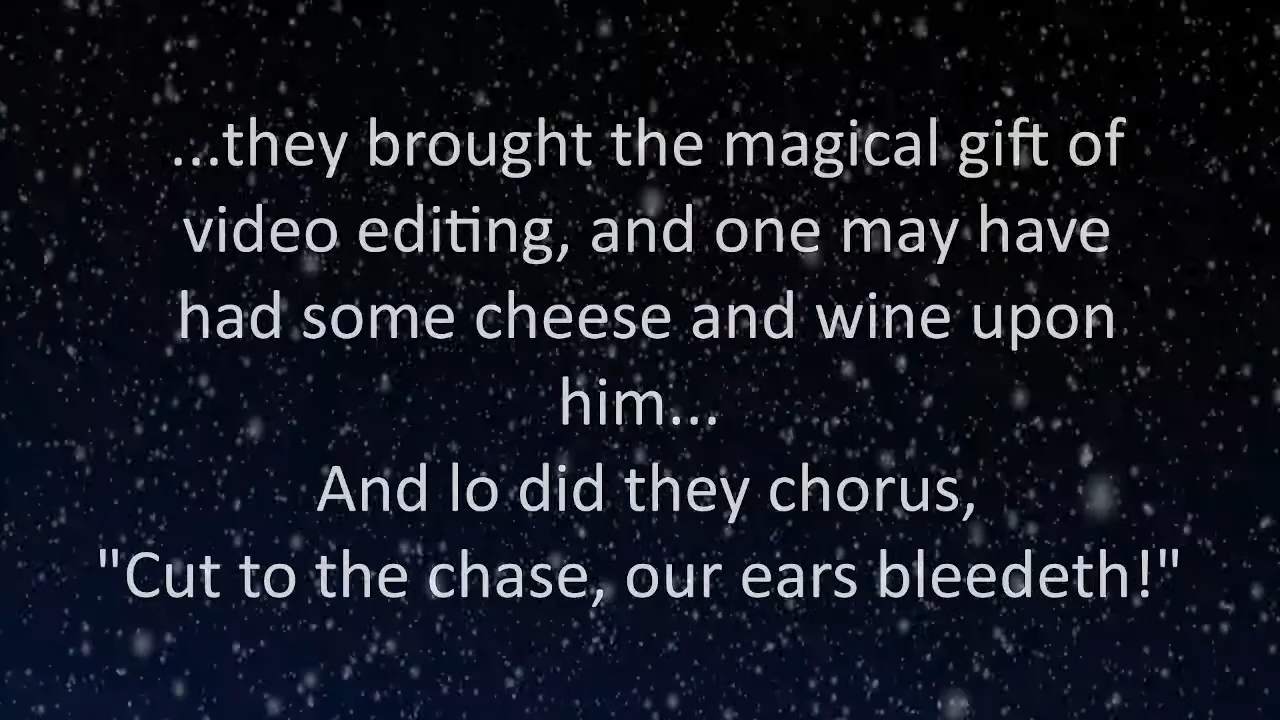 ...they brought the magical gift of
video editing, and one may have
had some cheese and wine upon
him...
And lo did they chorus,
"Cut to the chase, our ears bleedeth!"